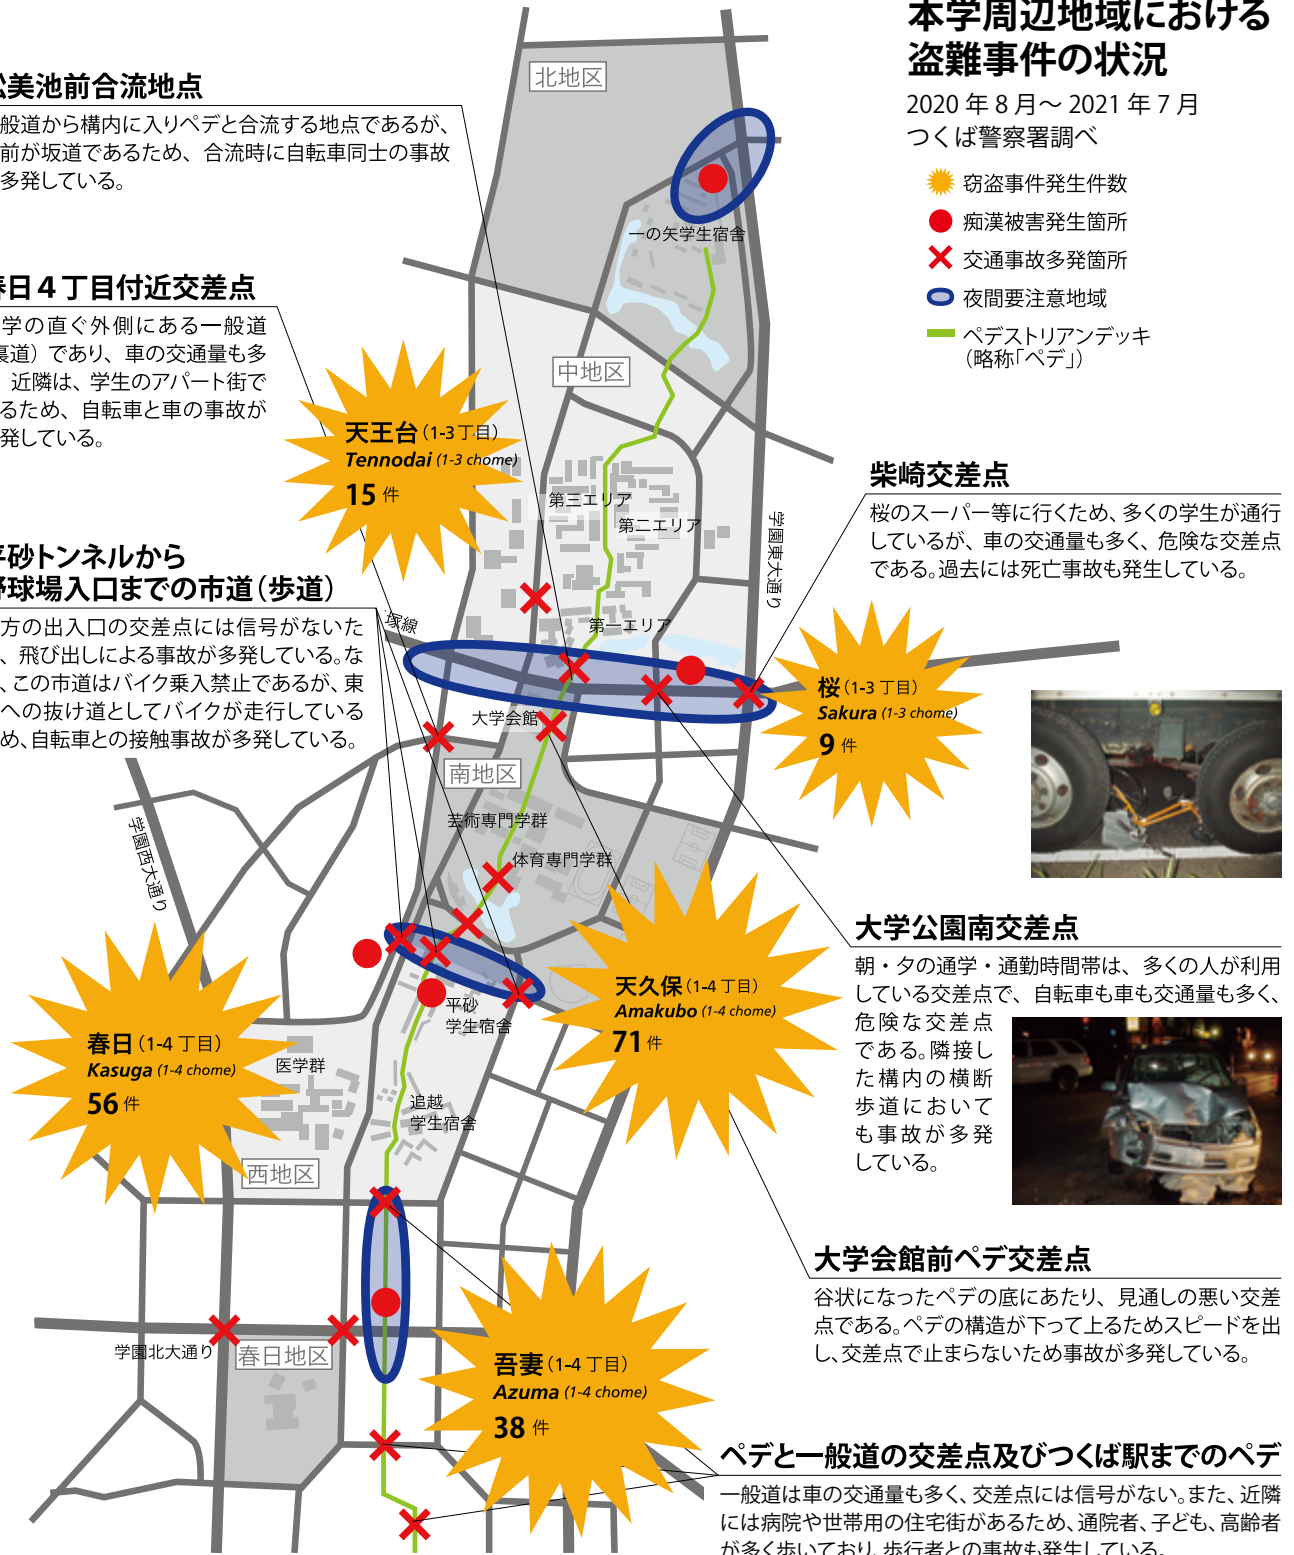 本学周辺地域における
盗難事件の状況
2020 年 8 月～ 2021 年 7 月
つくば警察署調べ
窃盗事件発生件数
痴漢被害発生箇所
交通事故多発箇所
夜間要注意地域
ペデストリアンデッキ
（略称「ペデ」）
美池前合流地点
般道から構内に入りペデと合流する地点であるが、
前が坂道であるため、合流時に自転車同士の事故
多発している。
日４丁目付近交差点
学の直ぐ外側にある一般道
裏道）であり、車の交通量も多
、近隣は、学生のアパート街で
るため、自転車と車の事故が
発している。
平砂トンネルから
野球場入口までの市道（歩道）
方の出入口の交差点には信号がないた
、飛び出しによる事故が多発している。な
、この市道はバイク乗入禁止であるが、東
への抜け道としてバイクが走行している
め、自転車との接触事故が多発している。
北地区
一の矢学生宿舎
中地区
天王台（1-3 丁目）
Tennodai (1-3 chome)
15 件
第三エリア
第二エリア
学園東大通り
第一エリア
塚線
柴崎交差点
桜のスーパー等に行くため、多くの学生が通行
しているが、車の交通量も多く、危険な交差点
である。過去には死亡事故も発生している。
桜（1-3 丁目）
Sakura (1-3 chome)
9 件
大学会館
南地区
芸術専門学群
体育専門学群
学園西大通り
大学公園南交差点
朝・夕の通学・通勤時間帯は、多くの人が利用
している交差点で、自転車も車も交通量も多く、
危険な交差点
である。隣接し
た構内の横断
歩道において
も事故が多発
している。
天久保（1-4 丁目）
Amakubo (1-4 chome)
71 件
平砂
学生宿舎
春日（1-4 丁目）
Kasuga (1-4 chome)
56 件
医学群
追越
学生宿舎
西地区
大学会館前ペデ交差点
谷状になったペデの底にあたり、見通しの悪い交差
点である。ペデの構造が下って上るためスピードを出
し、交差点で止まらないため事故が多発している。
学園北大通り
春日地区
吾妻（1-4 丁目）
Azuma (1-4 chome)
38 件
ペデと一般道の交差点及びつくば駅までのペデ
一般道は車の交通量も多く、交差点には信号がない。また、近隣
には病院や世帯用の住宅街があるため、通院者、子ども、高齢者
が多く歩いており、歩行者との事故も発生している。